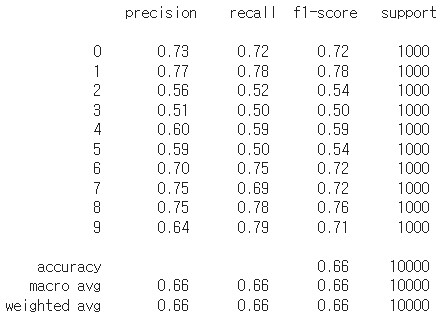 precision recall f1-score support
0 0.73 0.72 0.72 1000
1 0.77 0.78 0.78 1000
2 0.56 0.52 0.54 1000
3 0.51 0.50 0.50 1000
4 0.60 0.59 0.59 1000
5 0.59 0.50 0.54 1000
6 0.70 0.75 0.72 1000
7 0.75 0.69 0.72 1000
8 0.75 0.78 0.76 1000
9 0.64 0.79 0.71 1000
accuracy 0.66 10000
macro avg 0.66 0.66 0.66 10000
weighted avg 0.66 0.66 0.66 10000